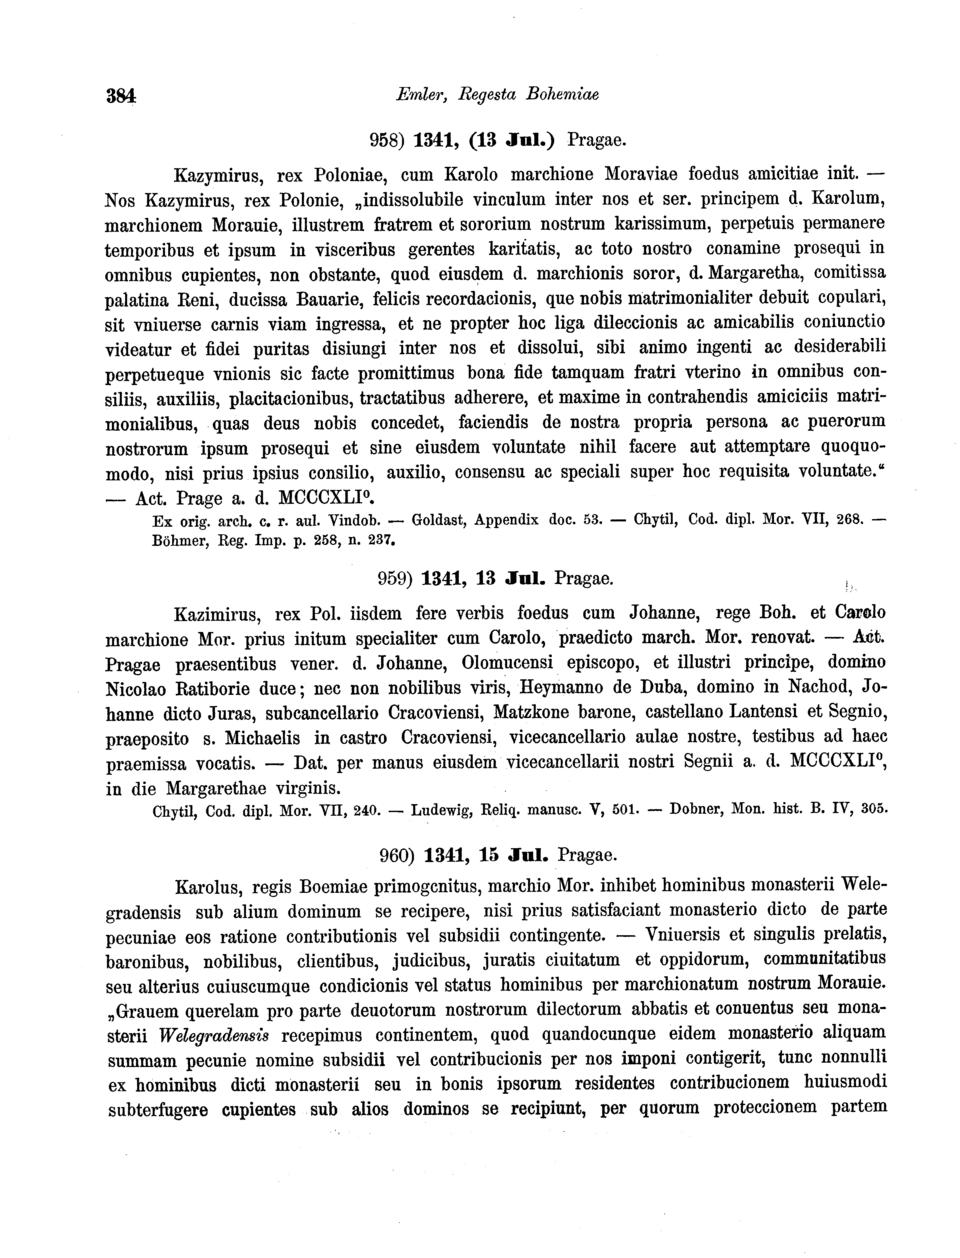 384 Emler, Regesta Bohemiae
958) 1341, (13 Jul.) Pragae.
Kazymirus, rex Poloniae, cum Karolo marchione Moraviae foedus amicitiae init. —
Nos Kazymirus, rex Polonie, „indissolubile vinculum inter nos et ser. principem d. Karolum,
marchionem Morauie, illustrem fratrem et sororium nostrum karissimum, perpetuis permanere
temporibus et ipsum in visceribus gerentes karitatis, ac toto nostro conamine prosequi in
omnibus cupientes, non obstante, quod eiusdem d. marchionis soror, d. Margaretha, comitissa
palatina Reni, ducissa Bauarie, felicis recordacionis, que nobis matrimonialiter debuit copulari,
sit vniuerse carnis viam ingressa, et ne propter hoc liga dileccionis ac amicabilis coniunctio
videatur et fidei puritas disiungi inter nos et dissolui, sibi animo ingenti ac desiderabili
perpetueque vnionis sic facte promittimus bona fide tamquam fratri vterino in omnibus con-
siliis, auxiliis, placitacionibus, tractatibus adherere, et maxime in contrahendis amiciciis matri-
monialibus, quas deus nobis concedet, faciendis de nostra propria persona ac puerorum
nostrorum ipsum prosequi et sine eiusdem voluntate nihil facere aut attemptare quoquo-
modo, nisi prius ipsius consilio, auxilio, consensu ac speciali super hoc requisita voluntate.“
— Act. Prage a. d. MCCCXLI⁰.
Ex orig. arch. c. r. aul. Vindob. — Goldast, Appendix doc. 53. — Chytil, Cod. dipl. Mor. VII, 268. —
Böhmer, Reg. Imp. p. 258, n. 237.
959) 1341, 13 Jul. Pragae.
Kazimirus, rex Pol. iisdem fere verbis foedus cum Johanne, rege Boh. et Carolo
marchione Mor. prius initum specialiter cum Carolo, praedicto march. Mor. renovat. — Act.
Pragae praesentibus vener. d. Johanne, Olomucensi episcopo, et illustri principe, domino
Nicolao Ratiborie duce; nec non nobilibus viris, Heymanno de Duba, domino in Nachod, Jo-
hanne dicto Juras, subcancellario Cracoviensi, Matzkone barone, castellano Lantensi et Segnio,
praeposito s. Michaelis in castro Cracoviensi, vicecancellario aulae nostre, testibus ad haec
praemissa vocatis. — Dat. per manus eiusdem vicecancellarii nostri Segnii a. d. MCCCXLI⁰,
in die Margarethae virginis.
Chytil, Cod. dipl. Mor. VII, 240. — Ludewig, Reliq. manusc. V, 501. — Dobner, Mon. hist. B. IV, 305.
960) 1341, 15 Jul. Pragae.
Karolus, regis Boemiae primogenitus, marchio Mor. inhibet hominibus monasterii Wele-
gradensis sub alium dominum se recipere, nisi prius satisfaciant monasterio dicto de parte
pecuniae eos ratione contributionis vel subsidii contingente. — Vniuersis et singulis prelatis,
baronibus, nobilibus, clientibus, judicibus, juratis ciuitatum et oppidorum, communitatibus
seu alterius cuiuscumque condicionis vel status hominibus per marchionatum nostrum Morauie.
„Grauem querelam pro parte deuotorum nostrorum dilectorum abbatis et conuentus seu mona-
sterii Welegradensis recepimus continentem, quod quandocunque eidem monasterio aliquam
summam pecunie nomine subsidii vel contribucionis per nos imponi contigerit, tunc nonnulli
ex hominibus dicti monasterii seu in bonis ipsorum residentes contribucionem huiusmodi
subterfugere cupientes sub alios dominos se recipiunt, per quorum proteccionem partem